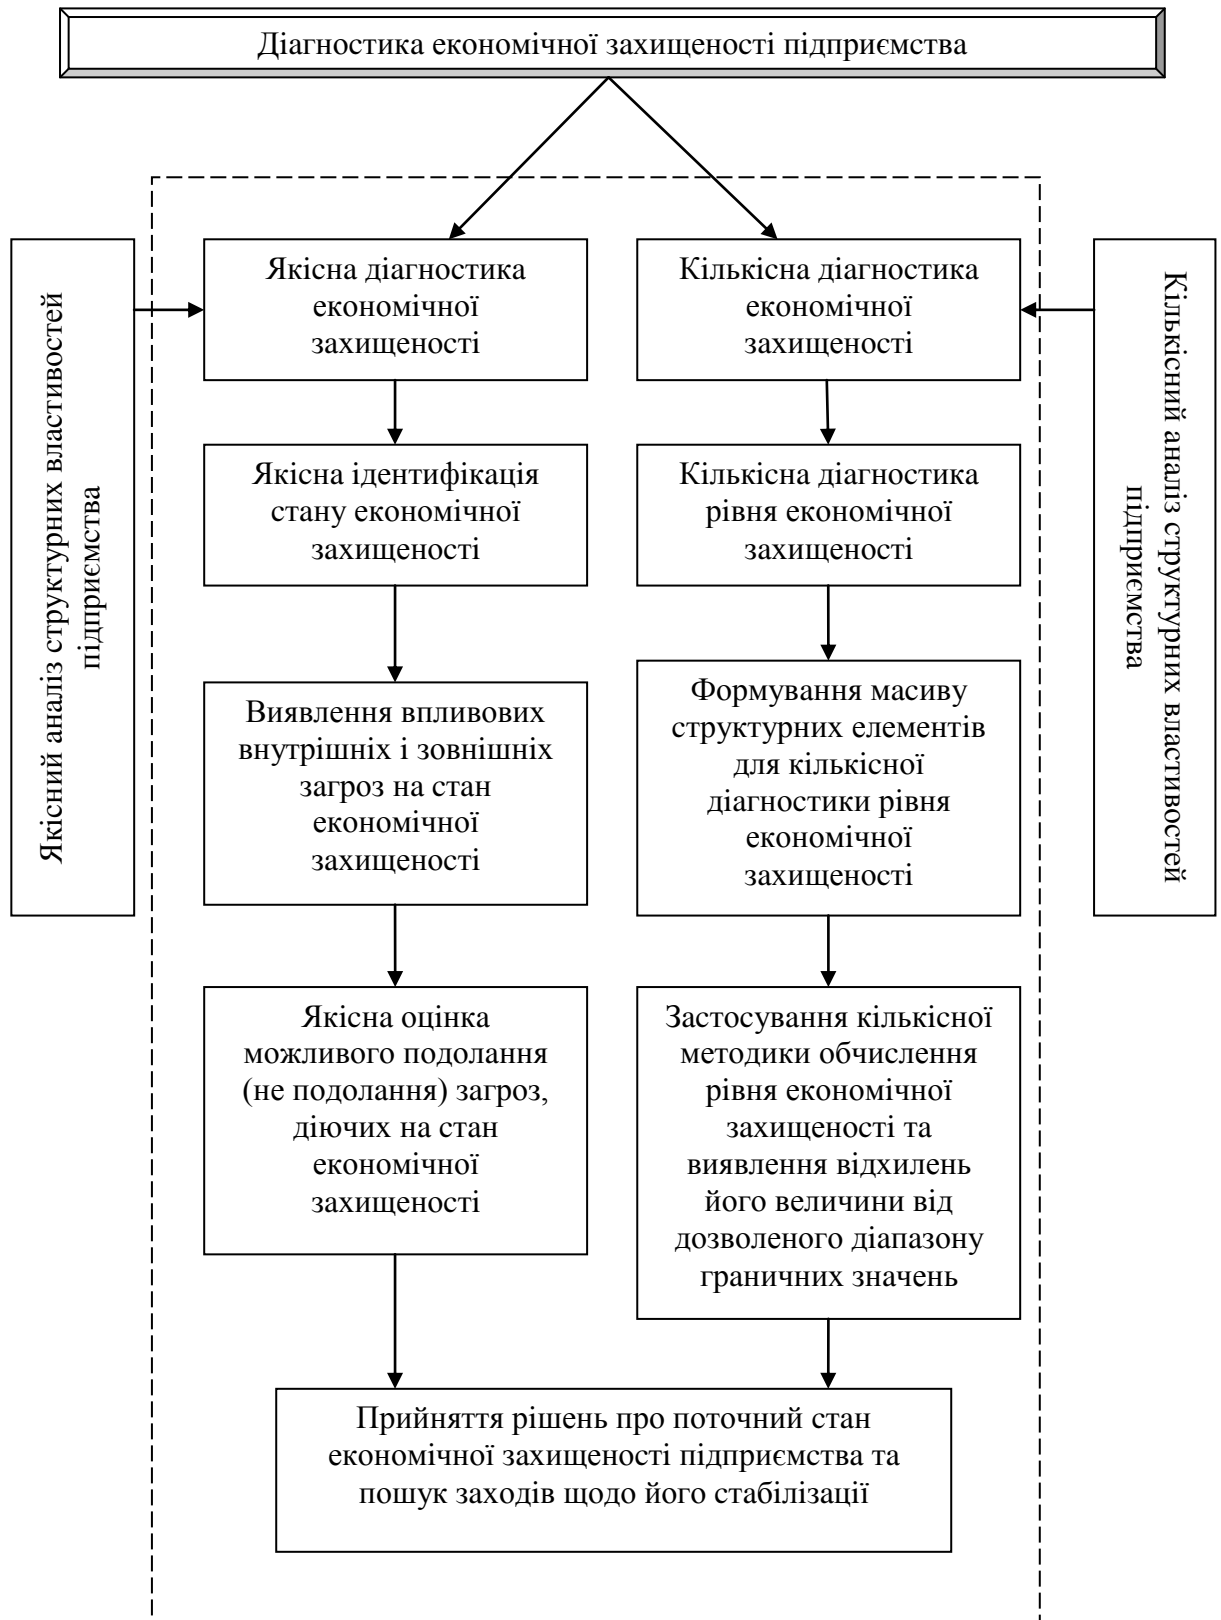 Діагностика економічної захищеності підприємства
Якісний аналіз структурних властивостей
підприємства
Якісна діагностика
економічної
захищеності
Якісна ідентифікація
стану економічної
захищеності
Виявлення впливових
внутрішніх і зовнішніх
загроз на стан
економічної
захищеності
Якісна оцінка
можливого подолання
(не подолання) загроз,
діючих на стан
економічної
захищеності
Кількісна діагностика
економічної
захищеності
Кількісна діагностика
рівня економічної
захищеності
Формування масиву
структурних елементів
для кількісної
діагностики рівня
економічної
захищеності
Застосування кількісної
методики обчислення
рівня економічної
захищеності та
виявлення відхилень
його величини від
дозволеного діапазону
граничних значень
Кількісний аналіз структурних властивостей
підприємства
Прийняття рішень про поточний стан
економічної захищеності підприємства та
пошук заходів щодо його стабілізації